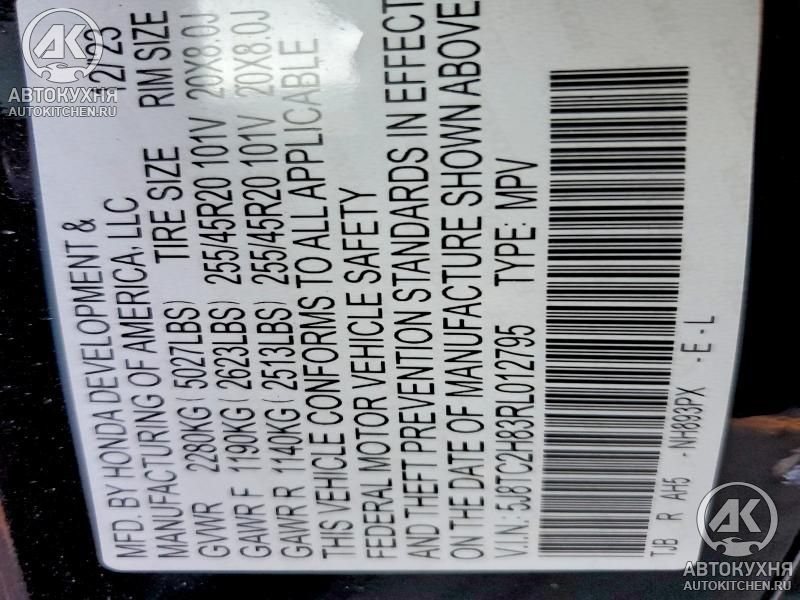 MFD. BY HONDA DEVELOPMENT & 12/23
MANUFACTURING OF AMERICA, LLC
TIRE SIZE RIM SIZE
GVWR 2280KG (5027LBS) 255/45R20 101V 20X8.0J
GAWR F 1190KG (2623LBS) 255/45R20 101V 20X8.0J
GAWR R 1140KG (2513LBS)
THIS VEHICLE CONFORMS TO ALL APPLICABLE
FEDERAL MOTOR VEHICLE SAFETY
AND THEFT PREVENTION STANDARDS IN EFFECT
ON THE DATE OF MANUFACTURE SHOWN ABOVE
V.I.N.: 5J8TC2H83RL012795 TYPE: MPV
TJB R AH5 - NH893PX - E - L
AK
АВТОКУХНЯ
AUTOKITCHEN.RU
AK
АВТОКУХНЯ
AUTOKITCHEN.RU